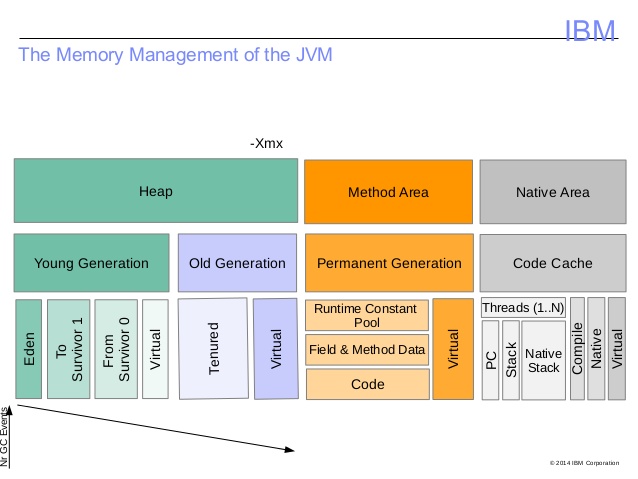 IBM
The Memory Management of the JVM
-Xmx
Heap
Method Area
Native Area
Young Generation
Old Generation
Permanent Generation
Code Cache
Eden
To
Survivor 1
From
Survivor 0
Virtual
Tenured
Virtual
Runtime Constant
Pool
Field & Method Data
Code
Virtual
Threads (1..N)
PC
Stack
Native
Stack
Compile
Native
Virtual
Nr GC Events
© 2014 IBM Corporation